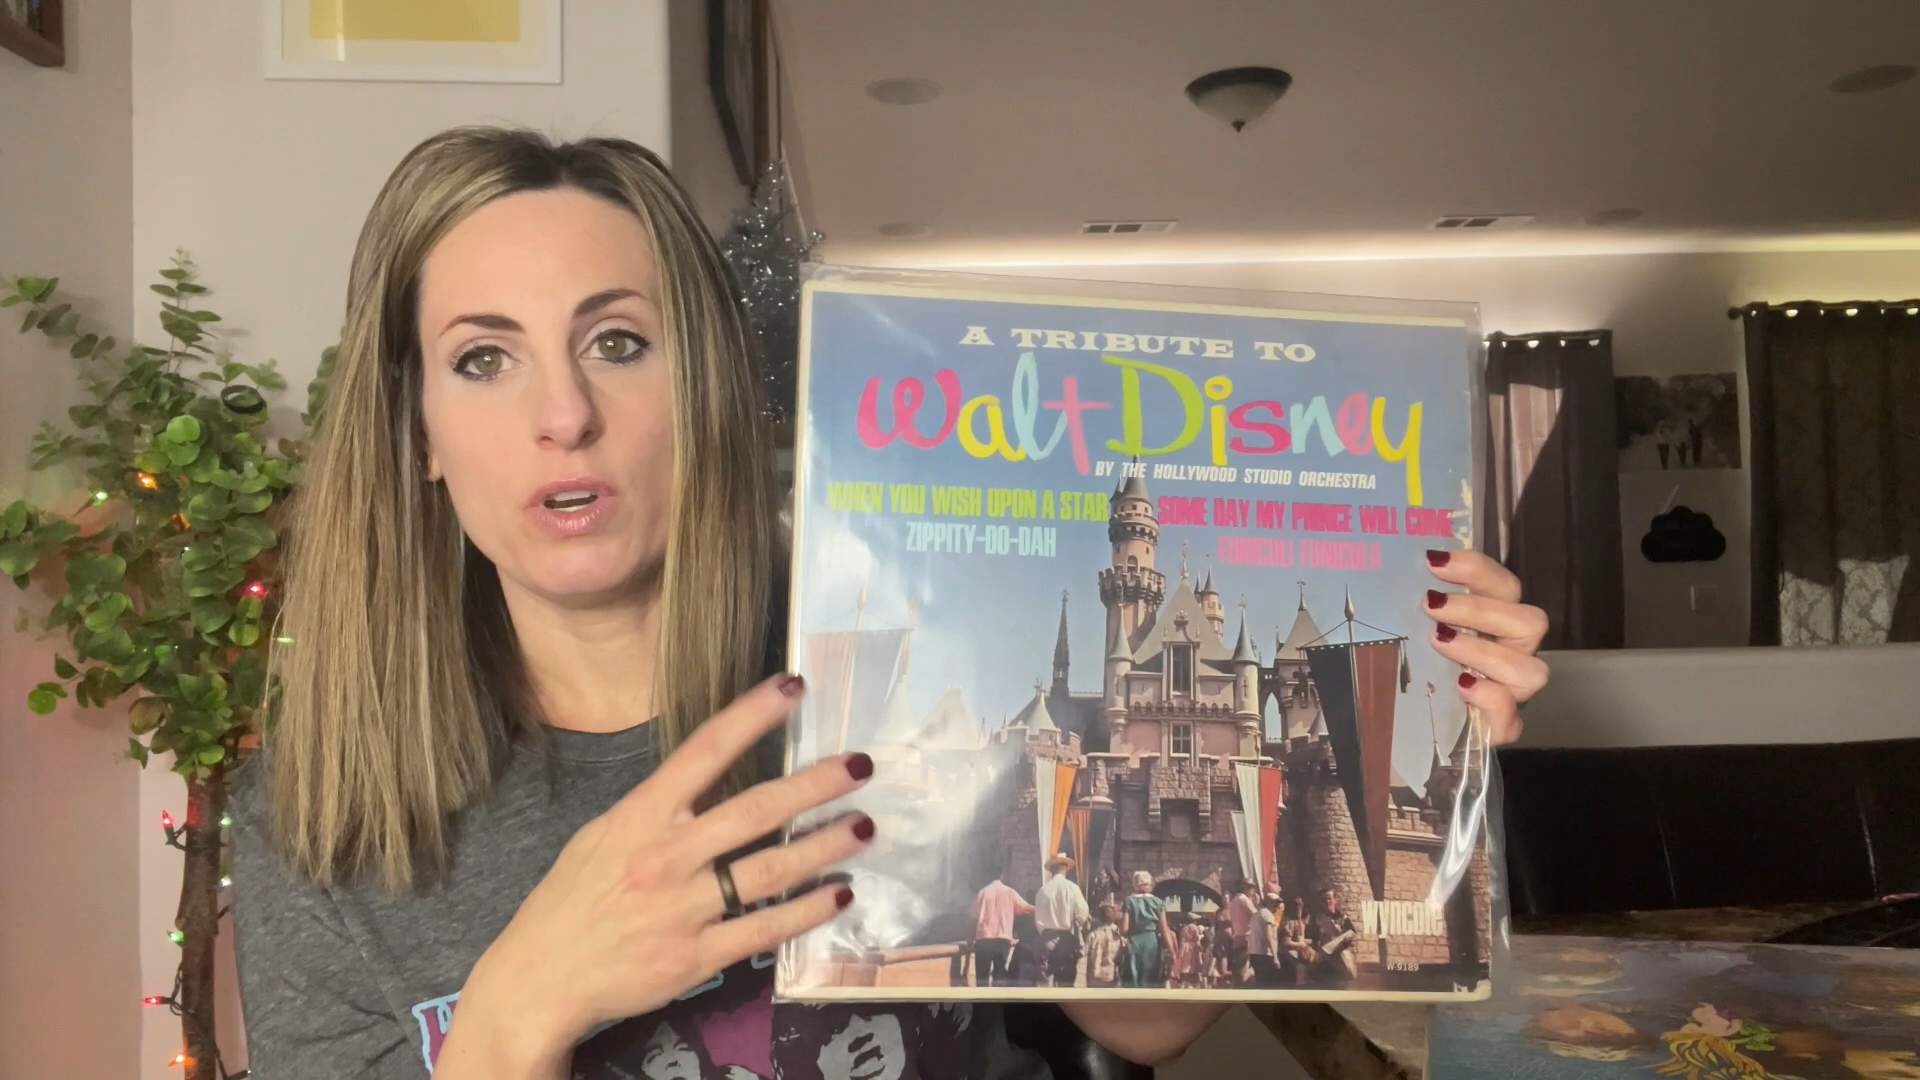 A TRIBUTE TO
Walt Disney
BY THE HOLLYWOOD STUDIO ORCHESTRA
WHEN YOU WISH UPON A STAR
ZIPPITY-DO-DAH
SOME DAY MY PRINCE WILL COME
FUNICULI FUNICULA
wyncote
W-9189